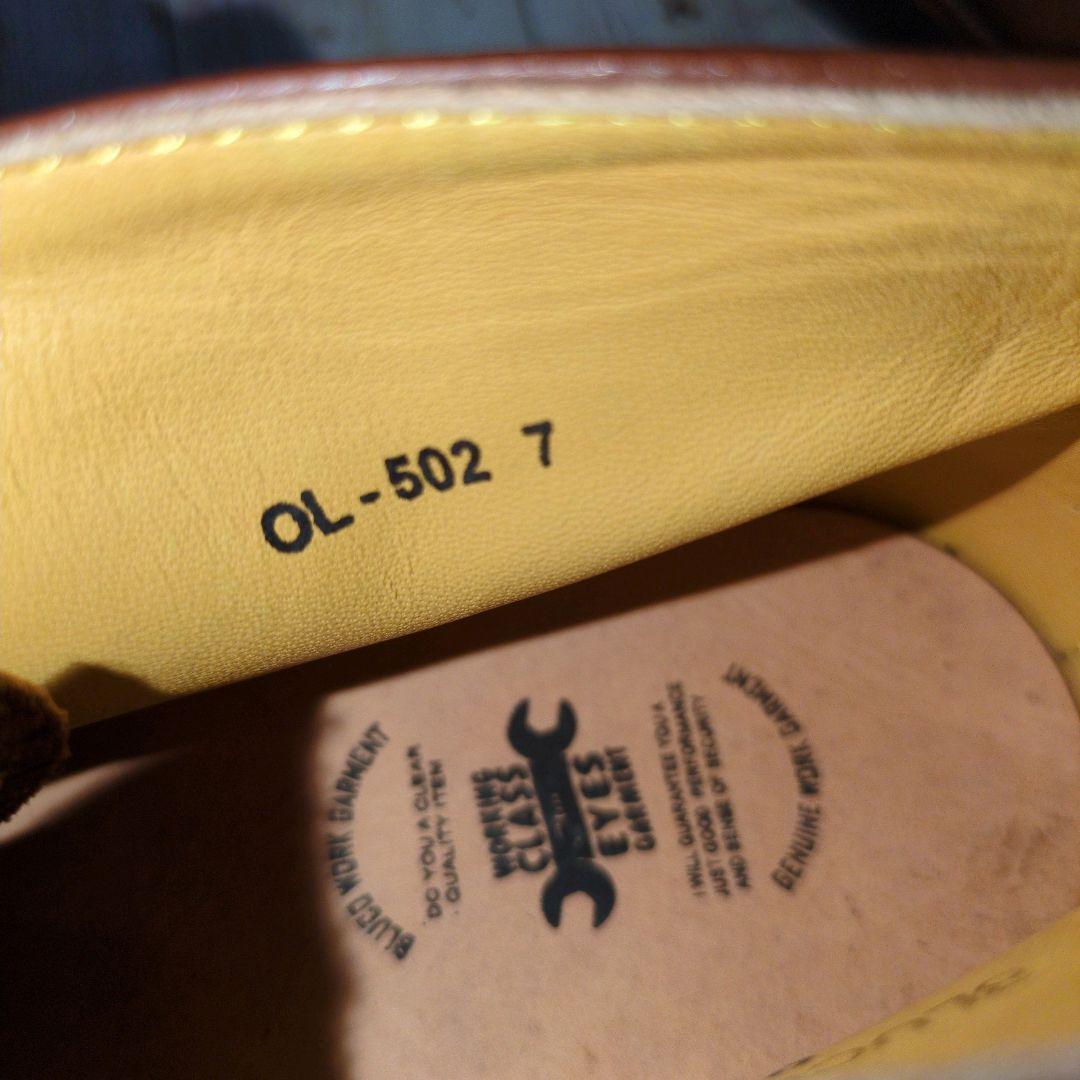 OL-502 7
BLUCO WORK GARMENT
DO YOU A CLEAR
QUALITY ITEM
WORKING
CLASS
EYES
GARMENT
I WILL GUARANTEE YOU A
JUST GOOD PERFORMANCE
AND SENSE OF SECURITY
GENUINE WORK GARMENT